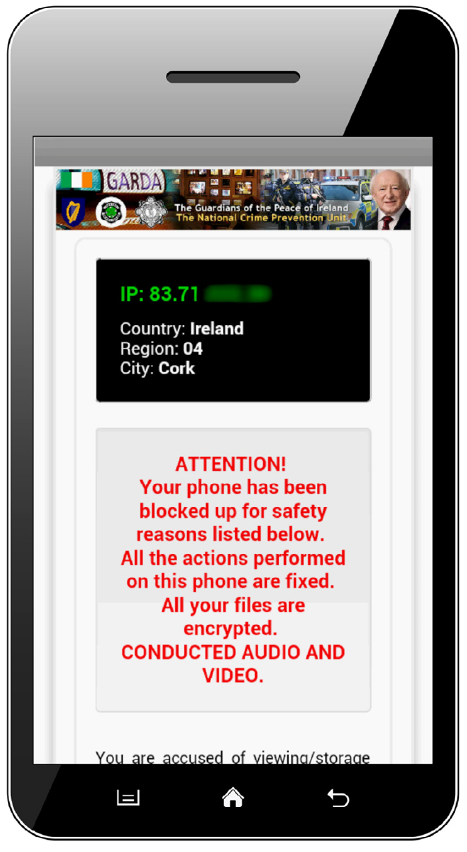 GARDA
The Guardians of the Peace of Ireland
The National Crime Prevention Unit
IP: 83.71
Country: Ireland
Region: 04
City: Cork
ATTENTION!
Your phone has been
blocked up for safety
reasons listed below.
All the actions performed
on this phone are fixed.
All your files are
encrypted.
CONDUCTED AUDIO AND
VIDEO.
You are accused of viewing/storage